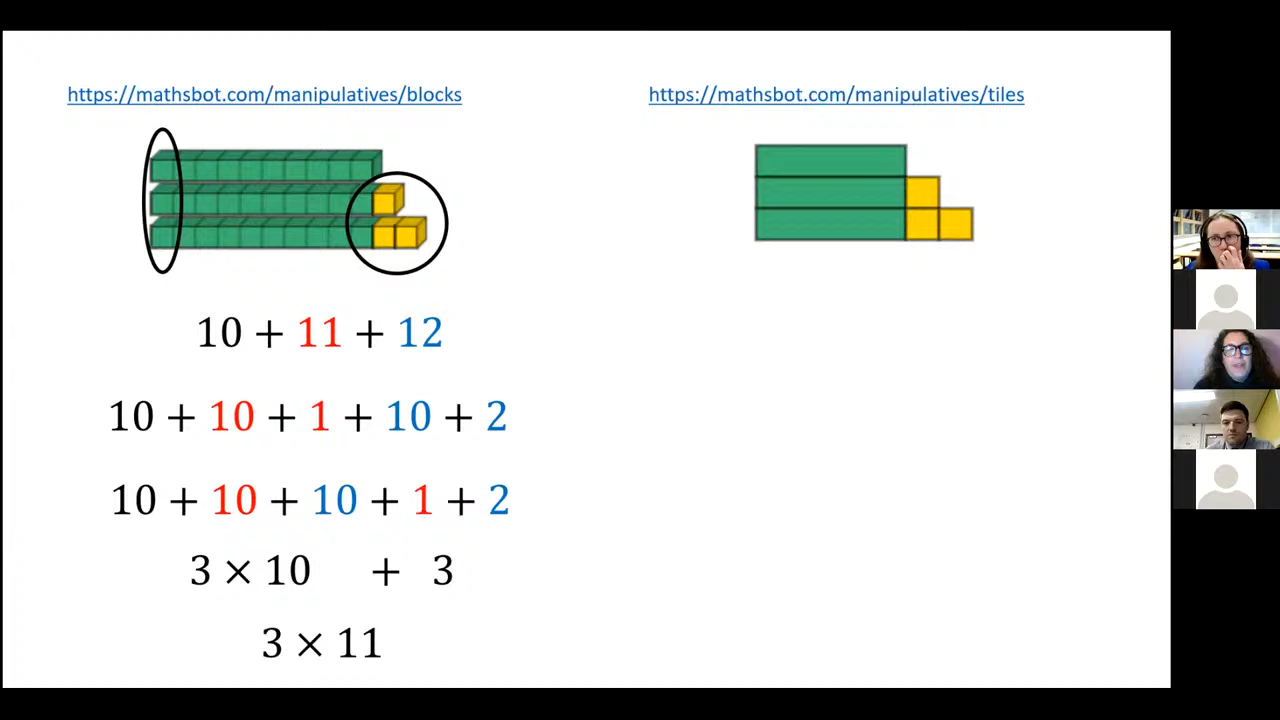 https://mathsbot.com/manipulatives/blocks
https://mathsbot.com/manipulatives/tiles
10 + 11 + 12
10 + 10 + 1 + 10 + 2
10 + 10 + 10 + 1 + 2
3 × 10 + 3
3 × 11